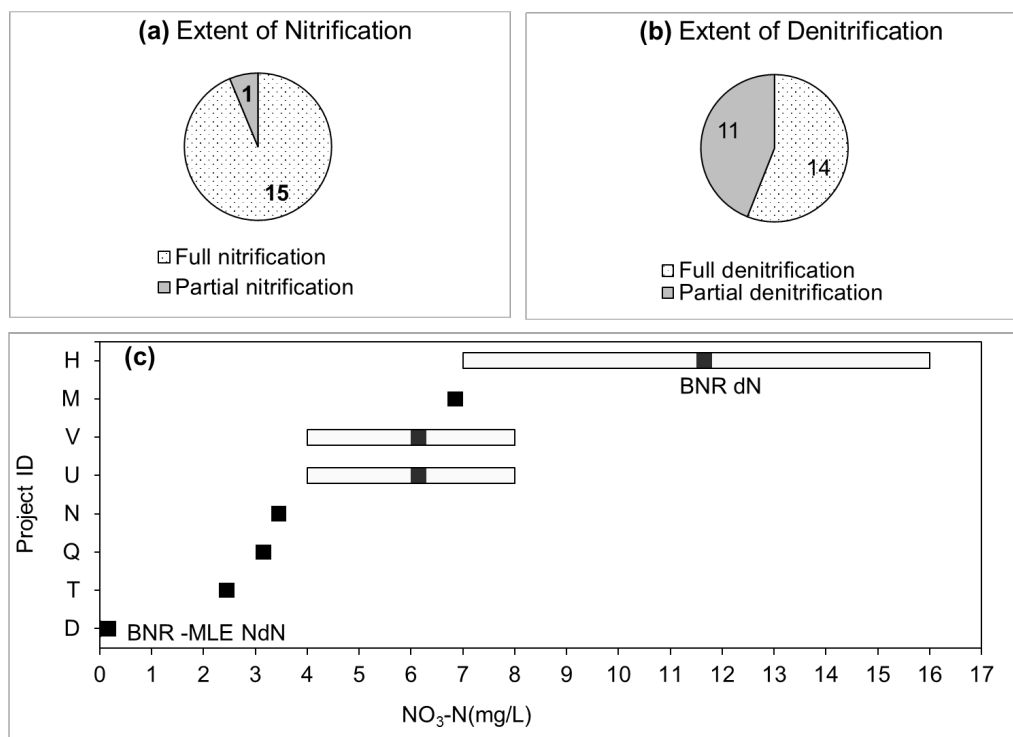 (a) Extent of Nitrification
1
15
Full nitrification
Partial nitrification
(b) Extent of Denitrification
11
14
Full denitrification
Partial denitrification
(c)
Project ID
H
M
V
U
N
Q
T
D
BNR dN
BNR -MLE NdN
0 1 2 3 4 5 6 7 8 9 10 11 12 13 14 15 16 17
NO₃-N(mg/L)